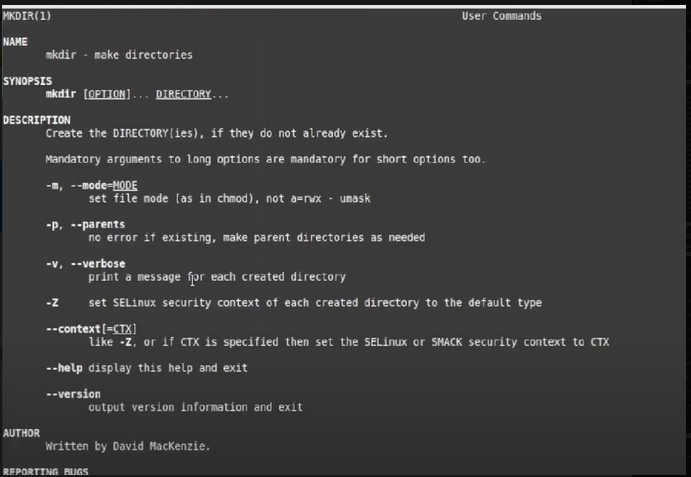 MKDIR(1) User Commands
NAME
mkdir - make directories
SYNOPSIS
mkdir [OPTION]... DIRECTORY...
DESCRIPTION
Create the DIRECTORY(ies), if they do not already exist.
Mandatory arguments to long options are mandatory for short options too.
-m, --mode=MODE
set file mode (as in chmod), not a=rwx - umask
-p, --parents
no error if existing, make parent directories as needed
-v, --verbose
print a message for each created directory
-Z set SELinux security context of each created directory to the default type
--context[=CTX]
like -Z, or if CTX is specified then set the SELinux or SMACK security context to CTX
--help display this help and exit
--version
output version information and exit
AUTHOR
Written by David MacKenzie.
REPORTING BUGS